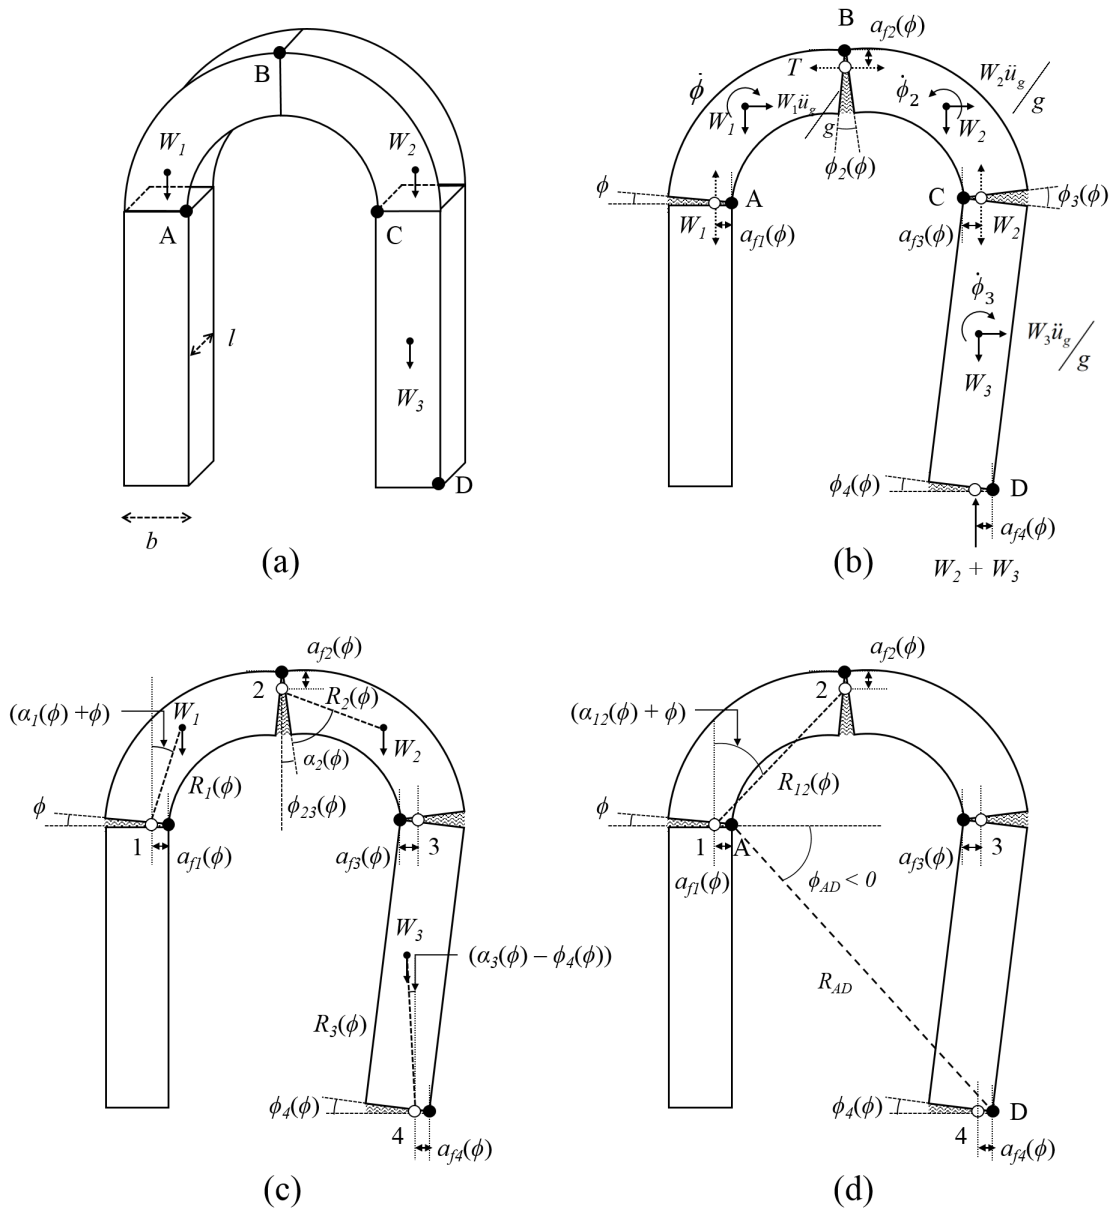 (a)
B
W1
W2
A
C
W3
l
D
b
B
af2(ϕ)
T
ϕ̇
ϕ̇2
W2üg/g
W1
W1üg/g
W2
ϕ
ϕ2(ϕ)
A
C
ϕ3(ϕ)
W1
af1(ϕ)
af3(ϕ)
W2
ϕ̇3
W3üg/g
W3
ϕ4(ϕ)
D
af4(ϕ)
W2 + W3
(b)
af2(ϕ)
2
R2(ϕ)
(α1(ϕ) +ϕ)
W1
W2
α2(ϕ)
R1(ϕ)
ϕ23(ϕ)
ϕ
1
af1(ϕ)
af3(ϕ)
3
W3
(α3(ϕ) – ϕ4(ϕ))
R3(ϕ)
ϕ4(ϕ)
4
af4(ϕ)
(c)
af2(ϕ)
2
(α12(ϕ) + ϕ)
R12(ϕ)
ϕ
1
A
af1(ϕ)
ϕAD < 0
af3(ϕ)
3
RAD
ϕ4(ϕ)
D
4
af4(ϕ)
(d)